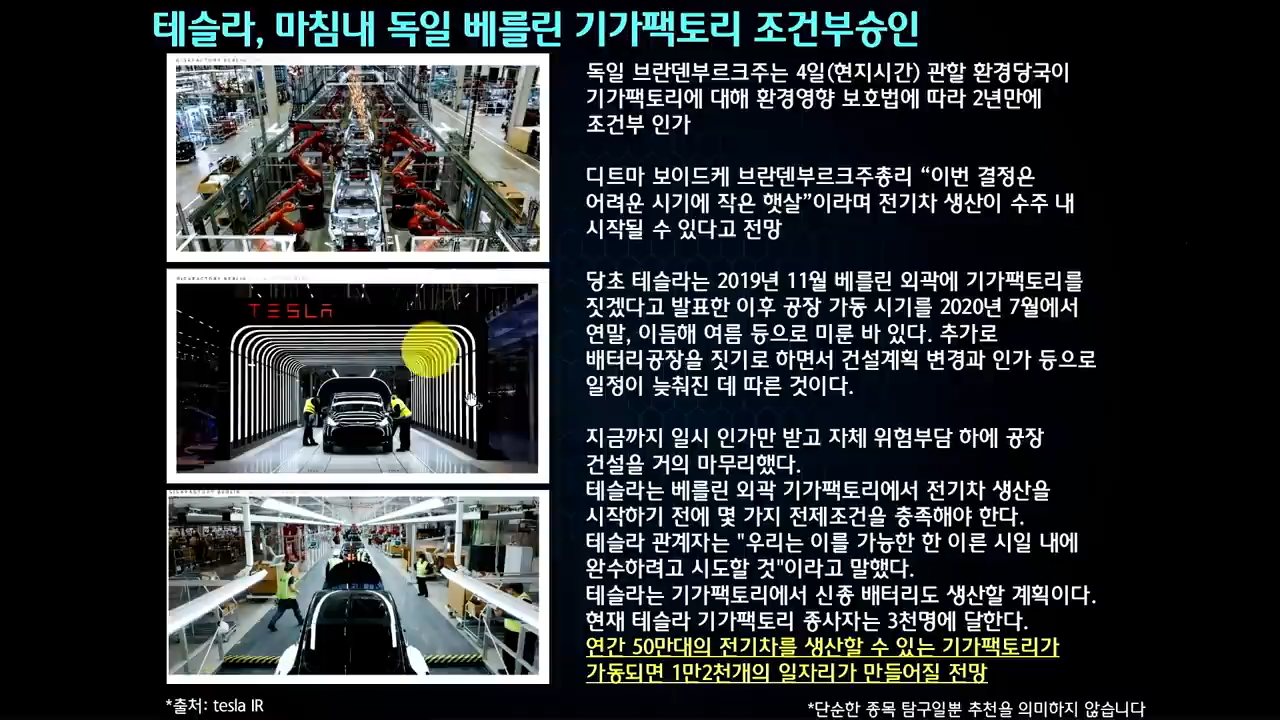 테슬라, 마침내 독일 베를린 기가팩토리 조건부승인
독일 브란덴부르크주는 4일(현지시간) 관할 환경당국이
기가팩토리에 대해 환경영향 보호법에 따라 2년만에
조건부 인가
디트마 보이드케 브란덴부르크주총리 “이번 결정은
어려운 시기에 작은 햇살”이라며 전기차 생산이 수주 내
시작될 수 있다고 전망
당초 테슬라는 2019년 11월 베를린 외곽에 기가팩토리를
짓겠다고 발표한 이후 공장 가동 시기를 2020년 7월에서
연말, 이듬해 여름 등으로 미룬 바 있다. 추가로
배터리공장을 짓기로 하면서 건설계획 변경과 인가 등으로
일정이 늦춰진 데 따른 것이다.
지금까지 일시 인가만 받고 자체 위험부담 하에 공장
건설을 거의 마무리했다.
테슬라는 베를린 외곽 기가팩토리에서 전기차 생산을
시작하기 전에 몇 가지 전제조건을 충족해야 한다.
테슬라 관계자는 "우리는 이를 가능한 한 이른 시일 내에
완수하려고 시도할 것"이라고 말했다.
테슬라는 기가팩토리에서 신종 배터리도 생산할 계획이다.
현재 테슬라 기가팩토리 종사자는 3천명에 달한다.
연간 50만대의 전기차를 생산할 수 있는 기가팩토리가
가동되면 1만2천개의 일자리가 만들어질 전망
GIGAFACTORY BERLIN
GIGAFACTORY BERLIN
TESLA
GIGAFACTORY BERLIN
*출처: tesla IR
*단순한 종목 탐구일뿐 추천을 의미하지 않습니다